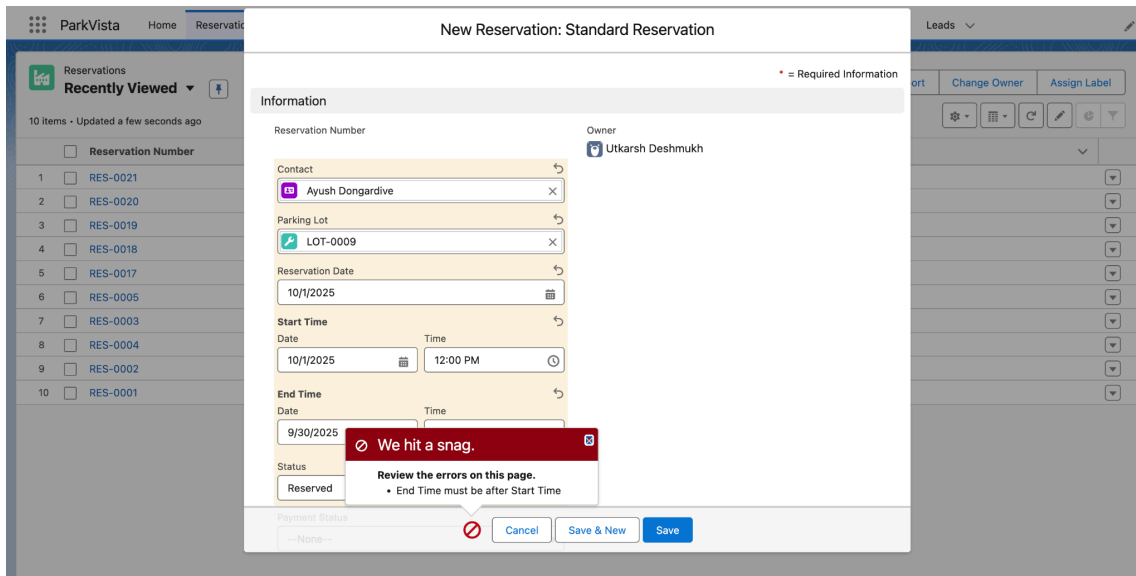 ParkVista Home Reservatic Leads
New Reservation: Standard Reservation
Reservations
Recently Viewed
ort Change Owner Assign Label
10 items • Updated a few seconds ago
* = Required Information
Information
Reservation Number
Reservation Number
Owner
Utkarsh Deshmukh
1 RES-0021
2 RES-0020
3 RES-0019
4 RES-0018
5 RES-0017
6 RES-0005
7 RES-0003
8 RES-0004
9 RES-0002
10 RES-0001
Contact
Ayush Dongardive
Parking Lot
LOT-0009
Reservation Date
10/1/2025
Start Time
Date Time
10/1/2025 12:00 PM
End Time
Date Time
9/30/2025
We hit a snag.
Review the errors on this page.
• End Time must be after Start Time
Status
Reserved
Payment Status
--None--
Cancel Save & New Save